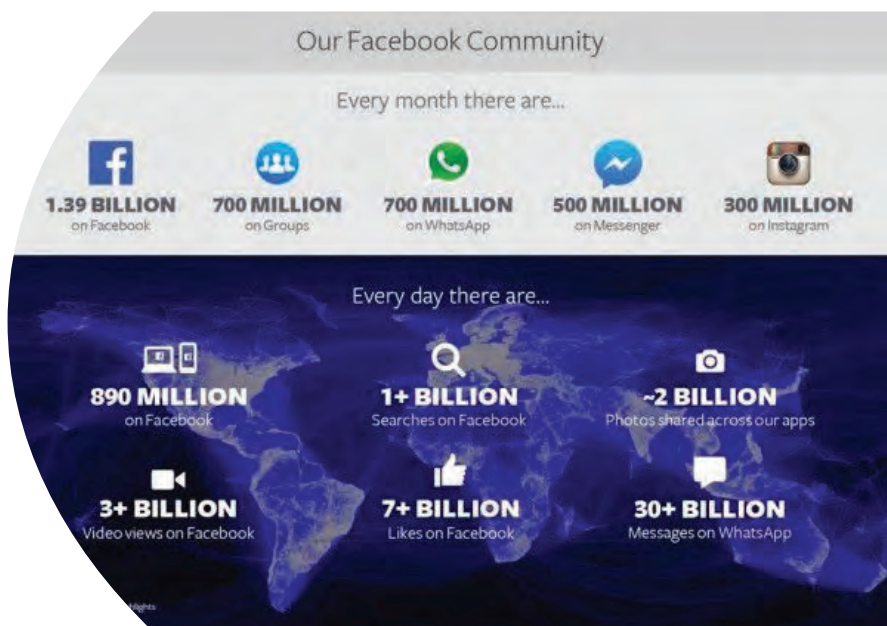 Our Facebook Community
Every month there are...
1.39 BILLION
on Facebook
700 MILLION
on Groups
700 MILLION
on WhatsApp
500 MILLION
on Messenger
300 MILLION
on Instagram
Every day there are...
890 MILLION
on Facebook
1+ BILLION
Searches on Facebook
~2 BILLION
Photos shared across our apps
3+ BILLION
Video views on Facebook
7+ BILLION
Likes on Facebook
30+ BILLION
Messages on WhatsApp